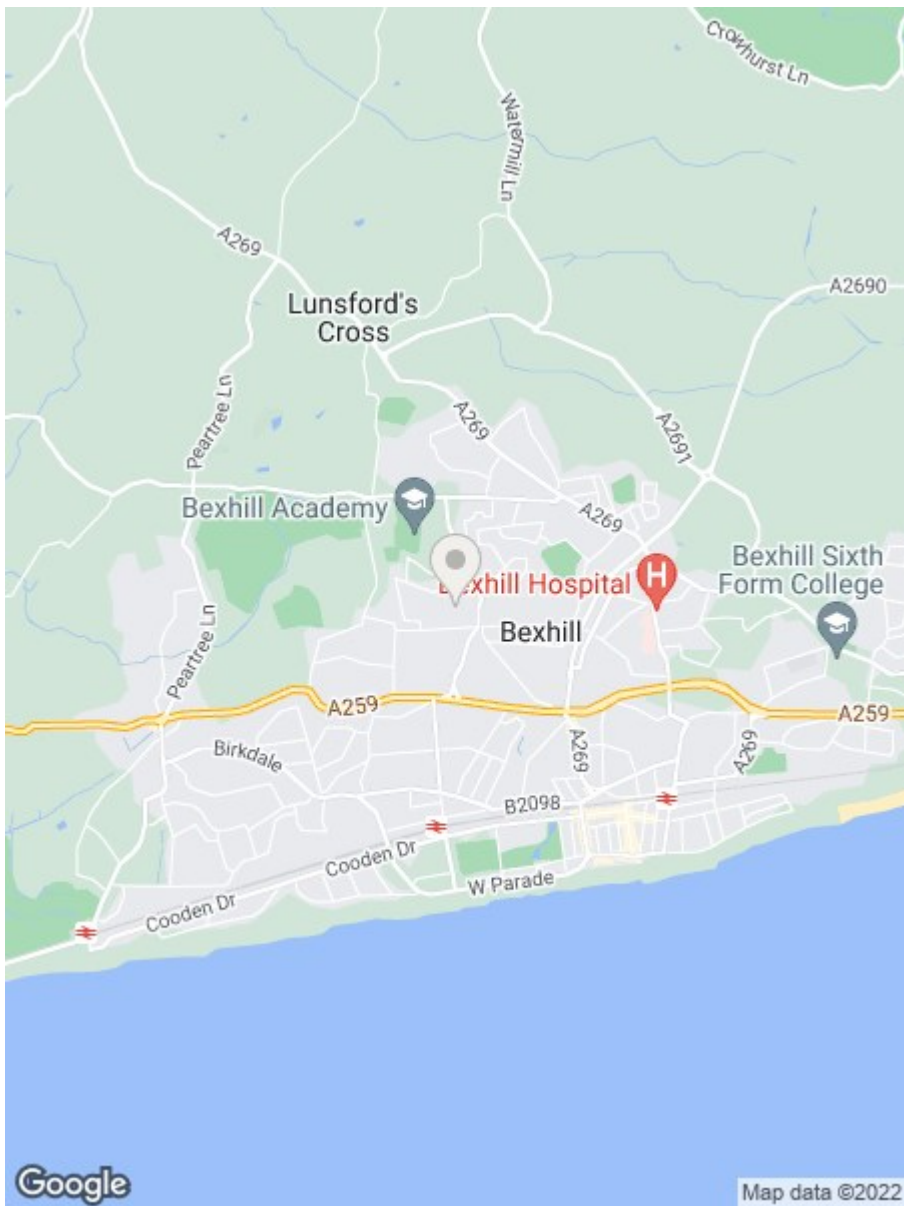 Crowhurst Ln
Watermill Ln
A269
A2690
Lunsford's
Cross
Peartree Ln
A269
A2691
Bexhill Academy
A269
Bexhill Hospital
H
Bexhill Sixth
Form College
Bexhill
Peartree Ln
A259
A259
Birkdale
A269
A269
B2098
Cooden Dr
W Parade
Cooden Dr
Google
Map data ©2022